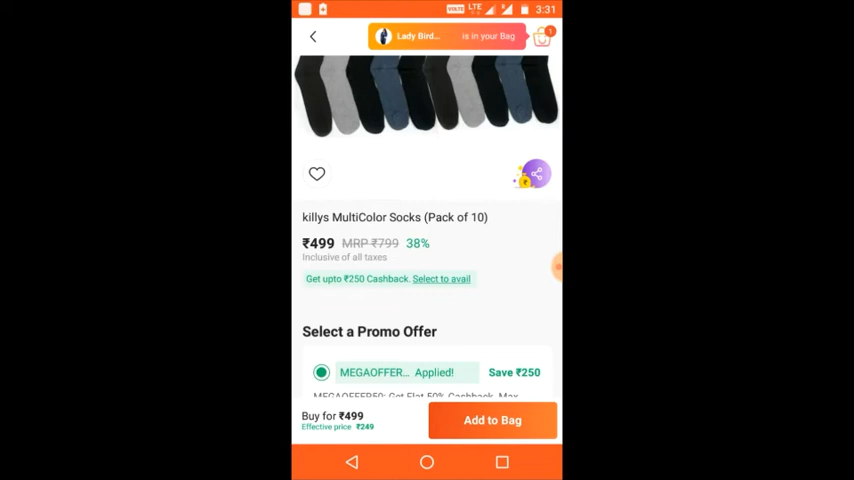 VOLTE LTE 3:31
Lady Bird... is in your Bag 1
killys MultiColor Socks (Pack of 10)
₹499 MRP ₹799 38%
Inclusive of all taxes
Get upto ₹250 Cashback. Select to avail
Select a Promo Offer
MEGAOFFER... Applied! Save ₹250
MEGAOFFER50: Get Flat 50% Cashback, Max
Buy for ₹499
Effective price ₹249
Add to Bag